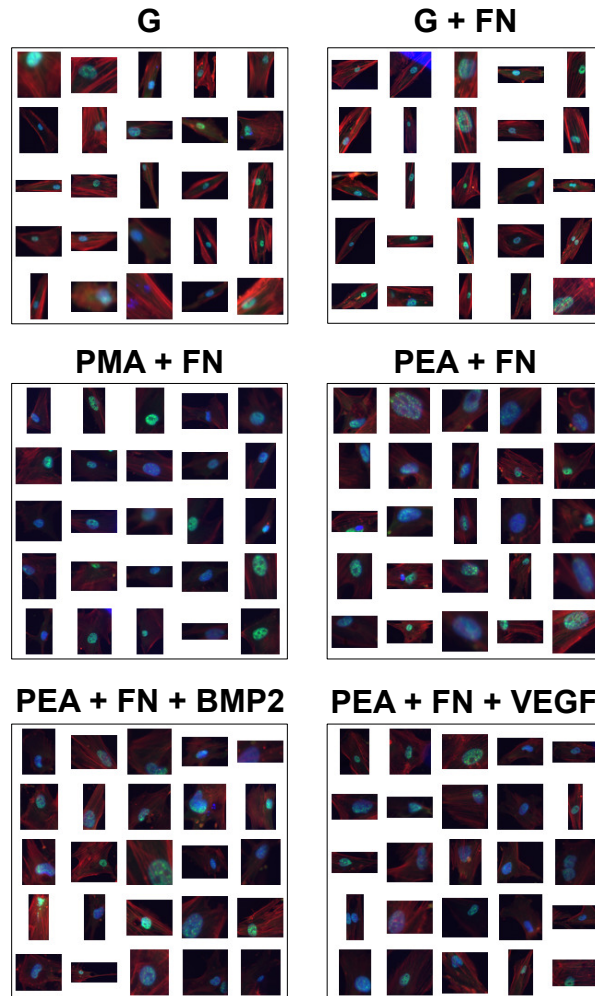 G
G + FN
PMA + FN
PEA + FN
PEA + FN + BMP2
PEA + FN + VEGF